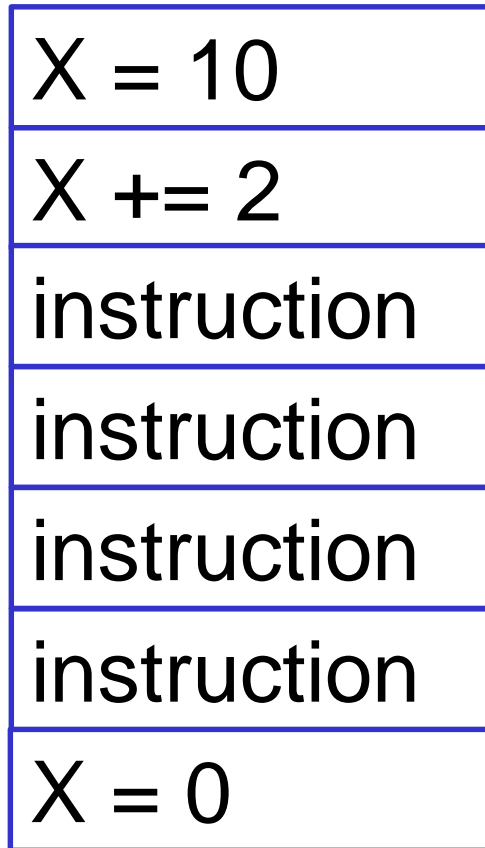 X = 10
X += 2
instruction
instruction
instruction
instruction
X = 0